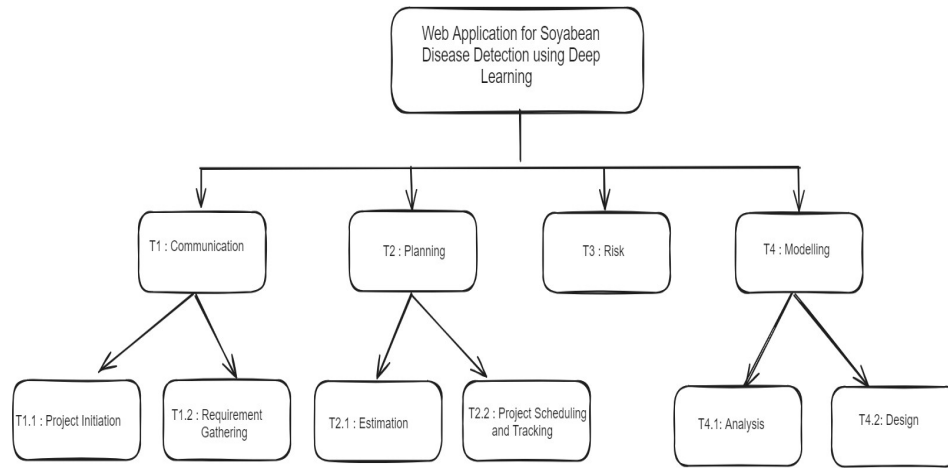 Web Application for Soyabean
Disease Detection using Deep
Learning
T1 : Communication
T2 : Planning
T3 : Risk
T4 : Modelling
T1.1 : Project Initiation
T1.2 : Requirement
Gathering
T2.1 : Estimation
T2.2 : Project Scheduling
and Tracking
T4.1: Analysis
T4.2: Design